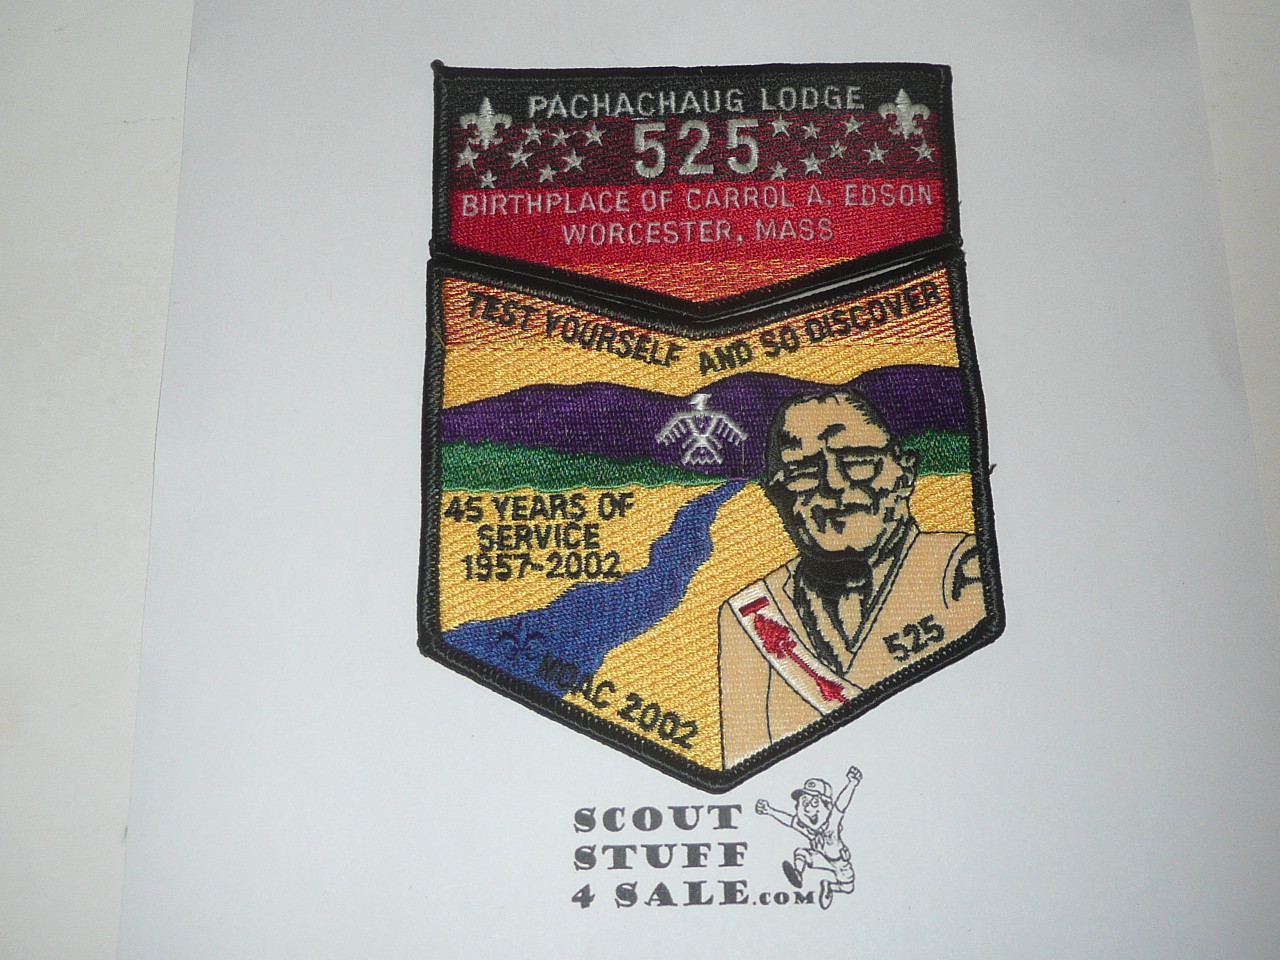 PACHACHAUG LODGE
525
BIRTHPLACE OF CARROL A. EDSON
WORCESTER, MASS
TEST YOURSELF AND SO DISCOVER
45 YEARS OF
SERVICE
1957-2002
525
NOAC 2002
SCOUT
STUFF
4 SALE.COM